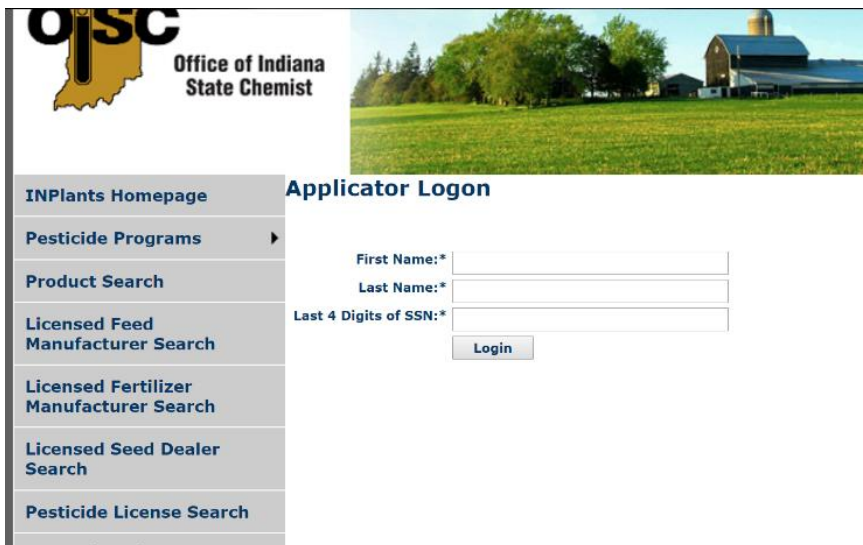 OISC
Office of Indiana
State Chemist
INPlants Homepage
Pesticide Programs
Product Search
Licensed Feed
Manufacturer Search
Licensed Fertilizer
Manufacturer Search
Licensed Seed Dealer
Search
Pesticide License Search
Applicator Logon
First Name:*
Last Name:*
Last 4 Digits of SSN:*
Login